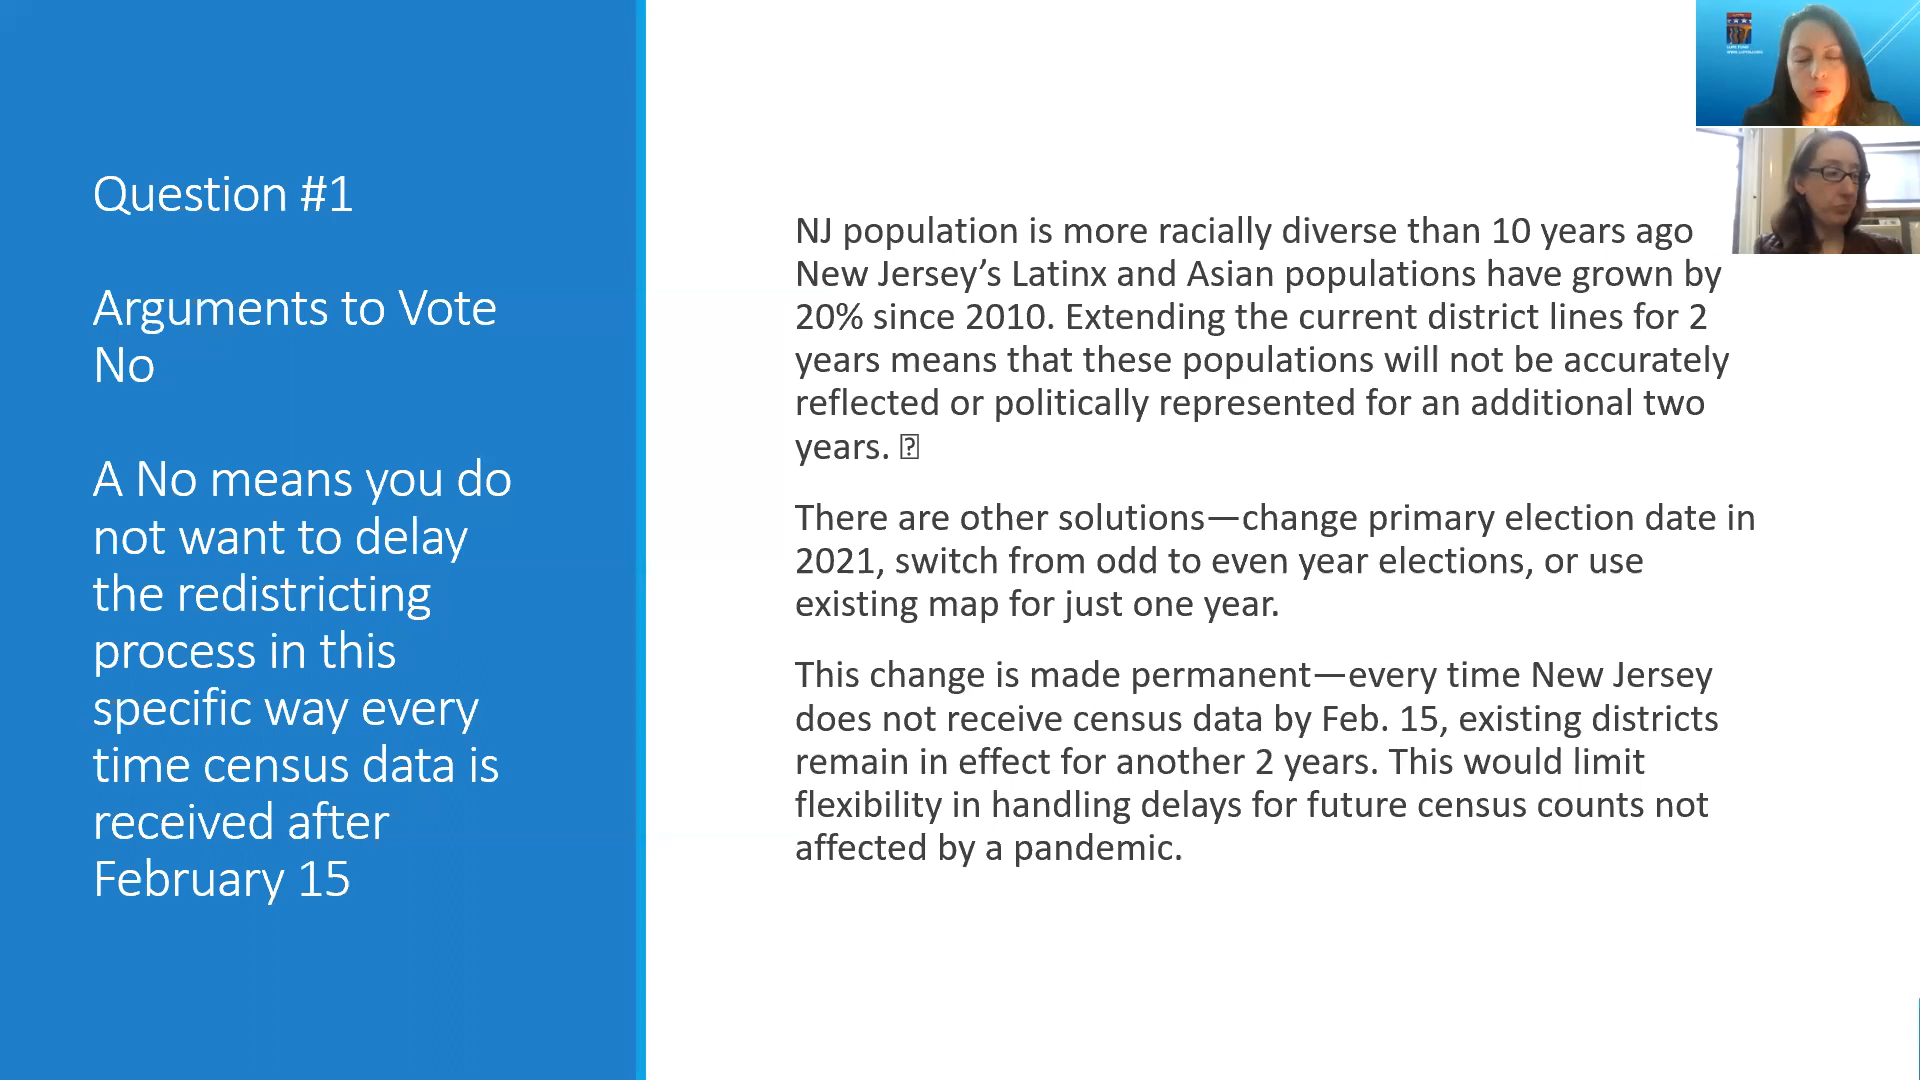 Question #1
Arguments to Vote
No
A No means you do
not want to delay
the redistricting
process in this
specific way every
time census data is
received after
February 15
NJ population is more racially diverse than 10 years ago
New Jersey’s Latinx and Asian populations have grown by
20% since 2010. Extending the current district lines for 2
years means that these populations will not be accurately
reflected or politically represented for an additional two
years. 🯄
There are other solutions—change primary election date in
2021, switch from odd to even year elections, or use
existing map for just one year.
This change is made permanent—every time New Jersey
does not receive census data by Feb. 15, existing districts
remain in effect for another 2 years. This would limit
flexibility in handling delays for future census counts not
affected by a pandemic.